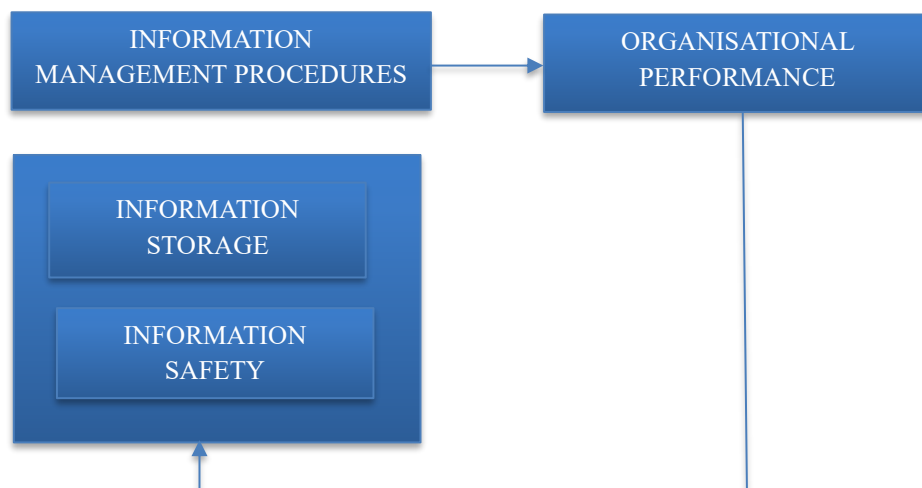 INFORMATION
MANAGEMENT PROCEDURES
ORGANISATIONAL
PERFORMANCE
INFORMATION
STORAGE
INFORMATION
SAFETY